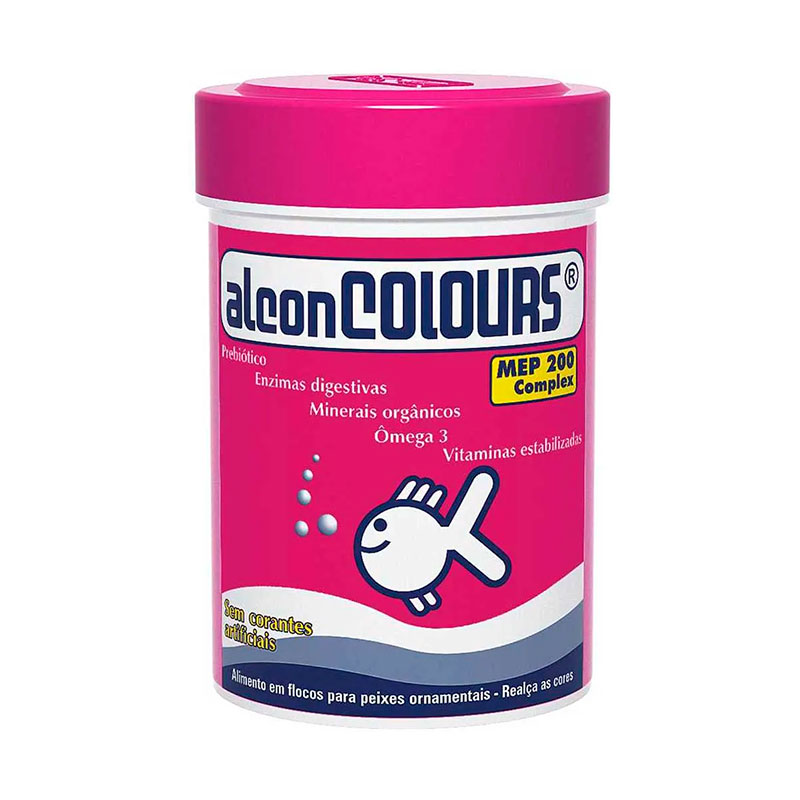 alconCOLOURS®
MEP 200
Complex
Prebiótico
Enzimas digestivas
Minerais orgânicos
Ômega 3
Vitaminas estabilizadas
Sem corantes
artificiais
Alimento em flocos para peixes ornamentais - Realça as cores